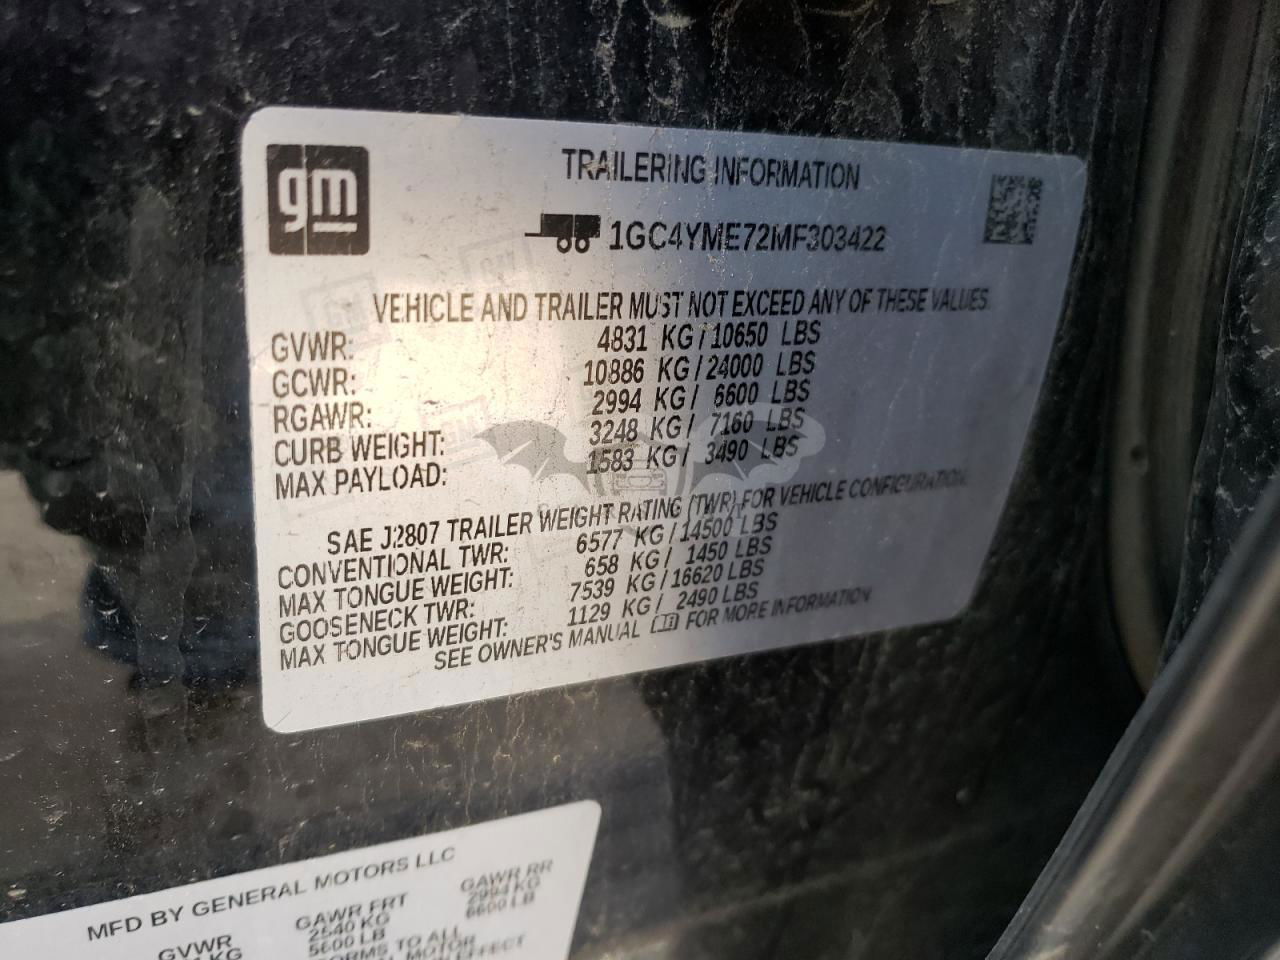 gm
TRAILERING INFORMATION
1GC4YME72MF303422
VEHICLE AND TRAILER MUST NOT EXCEED ANY OF THESE VALUES
GVWR: 4831 KG/10650 LBS
GCWR: 10886 KG/24000 LBS
RGAWR: 2994 KG/ 6600 LBS
CURB WEIGHT: 3248 KG/ 7160 LBS
MAX PAYLOAD: 1583 KG/ 3490 LBS
SAE J2807 TRAILER WEIGHT RATING (TWR) FOR VEHICLE CONFIGURATION
CONVENTIONAL TWR: 6577 KG/14500 LBS
MAX TONGUE WEIGHT: 658 KG/ 1450 LBS
GOOSENECK TWR: 7539 KG/16620 LBS
MAX TONGUE WEIGHT: 1129 KG/ 2490 LBS
SEE OWNER'S MANUAL FOR MORE INFORMATION
MFD BY GENERAL MOTORS LLC
GVWR GAWR FRT GAWR RR
KG 2540 KG 2994 KG
5600 LB 6600 LB
TO ALL
MOTOR
EFFECT